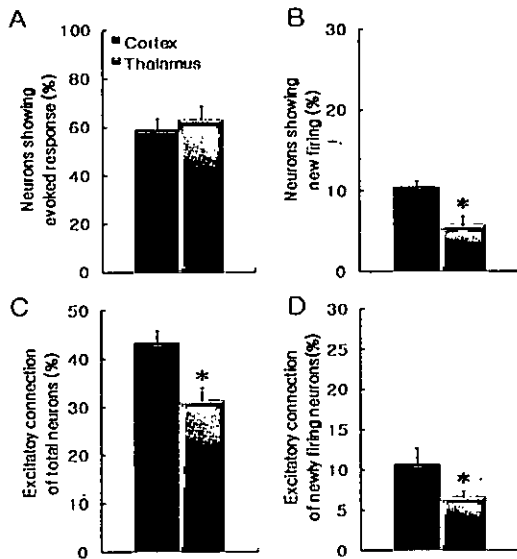 A
Neurons showing
evoked response (%)
100
80
60
40
20
0
Cortex
Thalamus
B
Neurons showing
new firing (%)
30
20
10
0
*
C
Excitatoy connection
of total neurons (%)
50
40
30
20
10
0
*
D
Excitatory connection
of newly firing neurons(%)
30
25
20
15
10
5
0
*